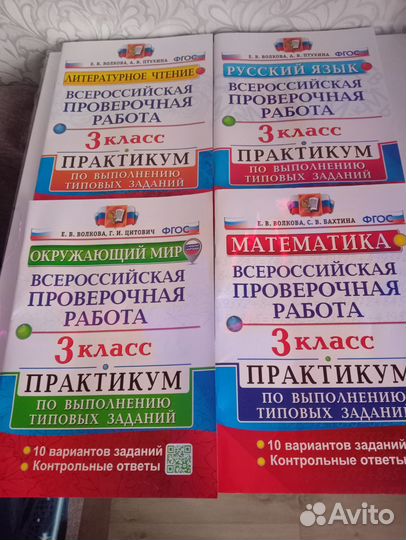 Е. В. ВОЛКОВА, А. В. ПТУХИНА
ФГОС
ЛИТЕРАТУРНОЕ ЧТЕНИЕ
ВСЕРОССИЙСКАЯ
ПРОВЕРОЧНАЯ
РАБОТА
3 КЛАСС
ПРАКТИКУМ
ПО ВЫПОЛНЕНИЮ
ТИПОВЫХ ЗАДАНИЙ
Е. В. ВОЛКОВА, А. В. ПТУХИНА
ФГОС
РУССКИЙ ЯЗЫК
ВСЕРОССИЙСКАЯ
ПРОВЕРОЧНАЯ
РАБОТА
3 КЛАСС
ПРАКТИКУМ
ПО ВЫПОЛНЕНИЮ
ТИПОВЫХ ЗАДАНИЙ
Е. В. ВОЛКОВА, Г. И. ЦИТОВИЧ
ФГОС
ОКРУЖАЮЩИЙ МИР
ВСЕРОССИЙСКАЯ
ПРОВЕРОЧНАЯ
РАБОТА
3 КЛАСС
ПРАКТИКУМ
ПО ВЫПОЛНЕНИЮ
ТИПОВЫХ ЗАДАНИЙ
10 вариантов заданий
Контрольные ответы
Е. В. ВОЛКОВА, С. В. БАХТИНА
ФГОС
МАТЕМАТИКА
ВСЕРОССИЙСКАЯ
ПРОВЕРОЧНАЯ
РАБОТА
3 КЛАСС
ПРАКТИКУМ
ПО ВЫПОЛНЕНИЮ
ТИПОВЫХ ЗАДАНИЙ
10 вариантов заданий
Контрольные ответы
Avito